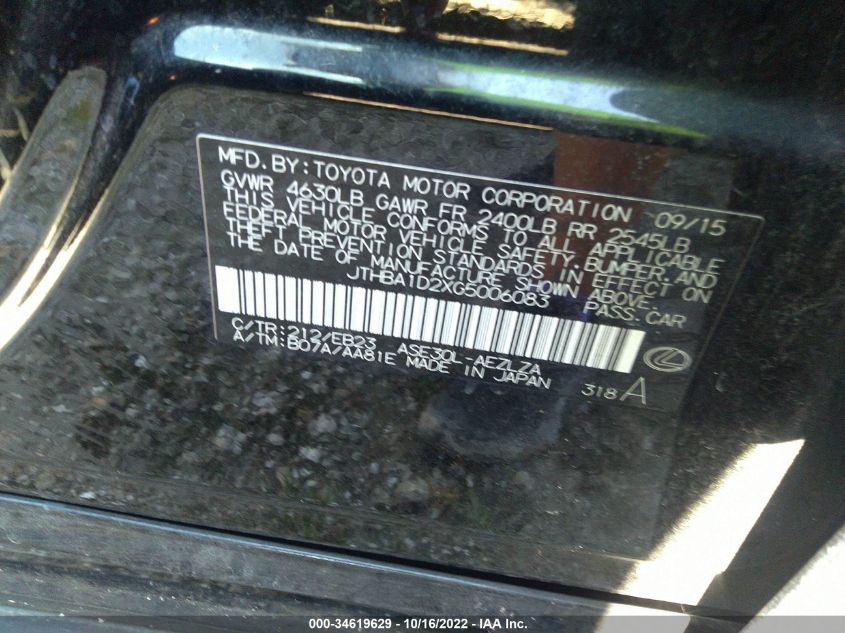 MFD.BY:TOYOTA MOTOR CORPORATION 09/15
GVWR 4630LB GAWR FR 2400LB RR 2545LB
THIS VEHICLE CONFORMS TO ALL APPLICABLE
FEDERAL MOTOR VEHICLE SAFETY,BUMPER,AND
THEFT PREVENTION STANDARDS IN EFFECT ON
THE DATE OF MANUFACTURE SHOWN ABOVE.
JTHBA1D2XG5006083 PASS.CAR
C/TR:212/EB23 ASE30L-AEZLZA
A/TM:B07A/AA81E MADE IN JAPAN 318A
000-34619629 - 10/16/2022 - IAA Inc.